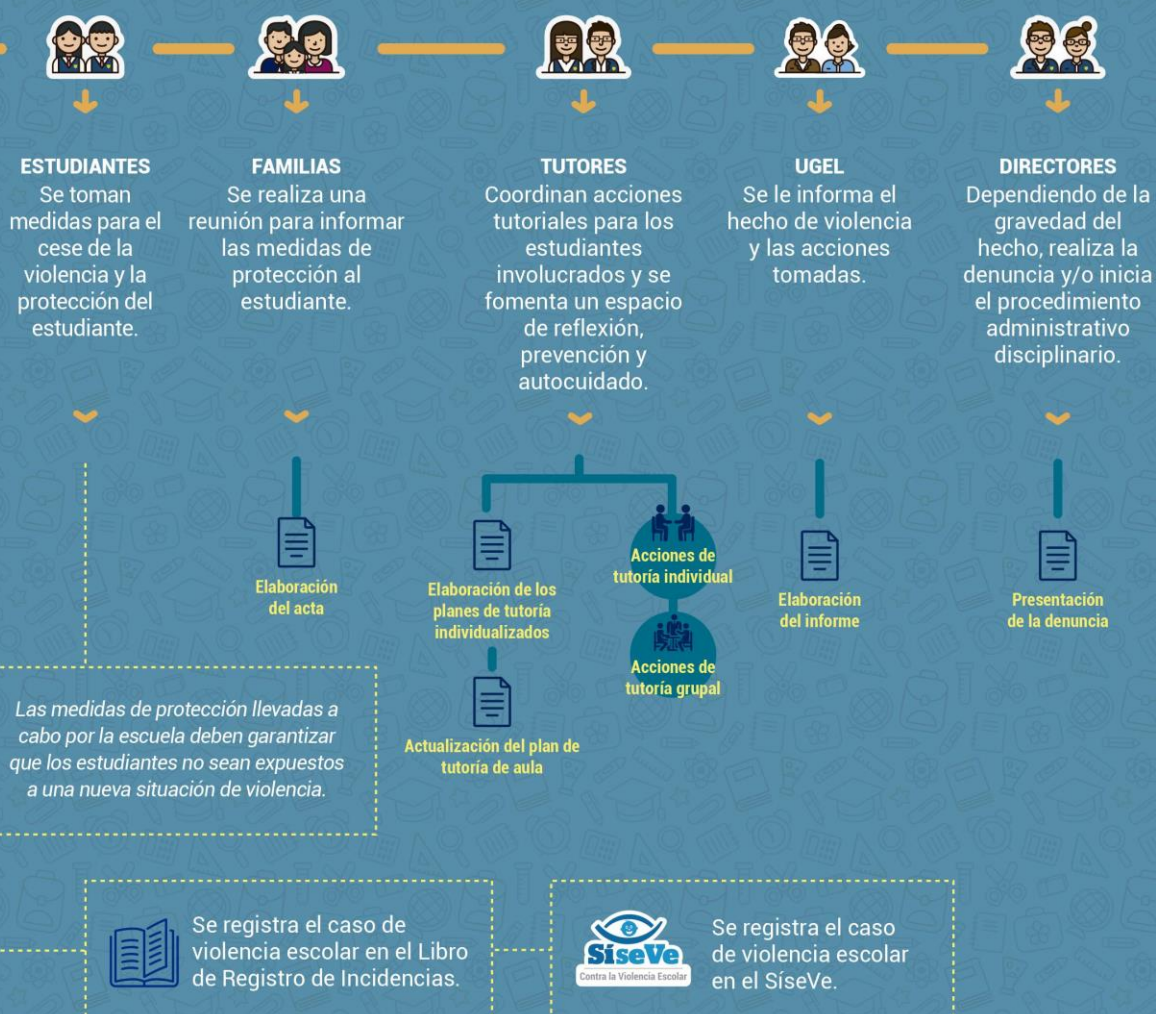 ESTUDIANTES
Se toman
medidas para el
cese de la
violencia y la
protección del
estudiante.
FAMILIAS
Se realiza una
reunión para informar
las medidas de
protección al
estudiante.
TUTORES
Coordinan acciones
tutoriales para los
estudiantes
involucrados y se
fomenta un espacio
de reflexión,
prevención y
autocuidado.
UGEL
Se le informa el
hecho de violencia
y las acciones
tomadas.
DIRECTORES
Dependiendo de la
gravedad del
hecho, realiza la
denuncia y/o inicia
el procedimiento
administrativo
disciplinario.
Elaboración
del acta
Elaboración de los
planes de tutoría
individualizados
Actualización del plan de
tutoría de aula
Acciones de
tutoría individual
Acciones de
tutoría grupal
Elaboración
del informe
Presentación
de la denuncia
Las medidas de protección llevadas a
cabo por la escuela deben garantizar
que los estudiantes no sean expuestos
a una nueva situación de violencia.
Se registra el caso de
violencia escolar en el Libro
de Registro de Incidencias.
SíseVe
Contra la Violencia Escolar
Se registra el caso
de violencia escolar
en el SíseVe.